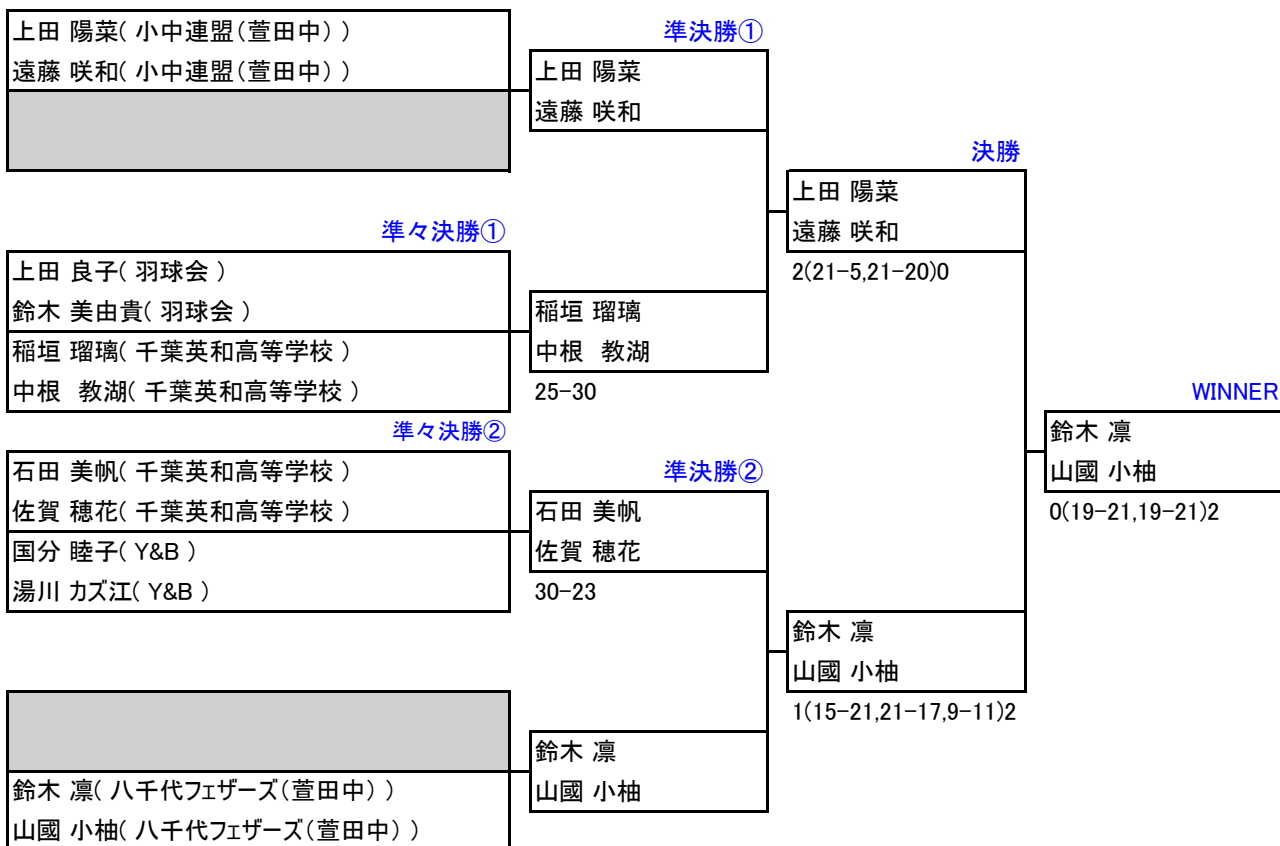 上田 陽菜( 小中連盟(萱田中) )
遠藤 咲和( 小中連盟(萱田中) )
準決勝①
上田 陽菜
遠藤 咲和
決勝
上田 陽菜
遠藤 咲和
2(21-5,21-20)0
準々決勝①
上田 良子( 羽球会 )
鈴木 美由貴( 羽球会 )
稲垣 瑠璃( 千葉英和高等学校 )
中根　教湖( 千葉英和高等学校 )
稲垣 瑠璃
中根　教湖
25-30
WINNER
鈴木 凛
山國 小柚
0(19-21,19-21)2
準々決勝②
石田 美帆( 千葉英和高等学校 )
佐賀 穂花( 千葉英和高等学校 )
国分 睦子( Y&B )
湯川 カズ江( Y&B )
準決勝②
石田 美帆
佐賀 穂花
30-23
鈴木 凛
山國 小柚
1(15-21,21-17,9-11)2
鈴木 凛
山國 小柚
鈴木 凛( 八千代フェザーズ(萱田中) )
山國 小柚( 八千代フェザーズ(萱田中) )